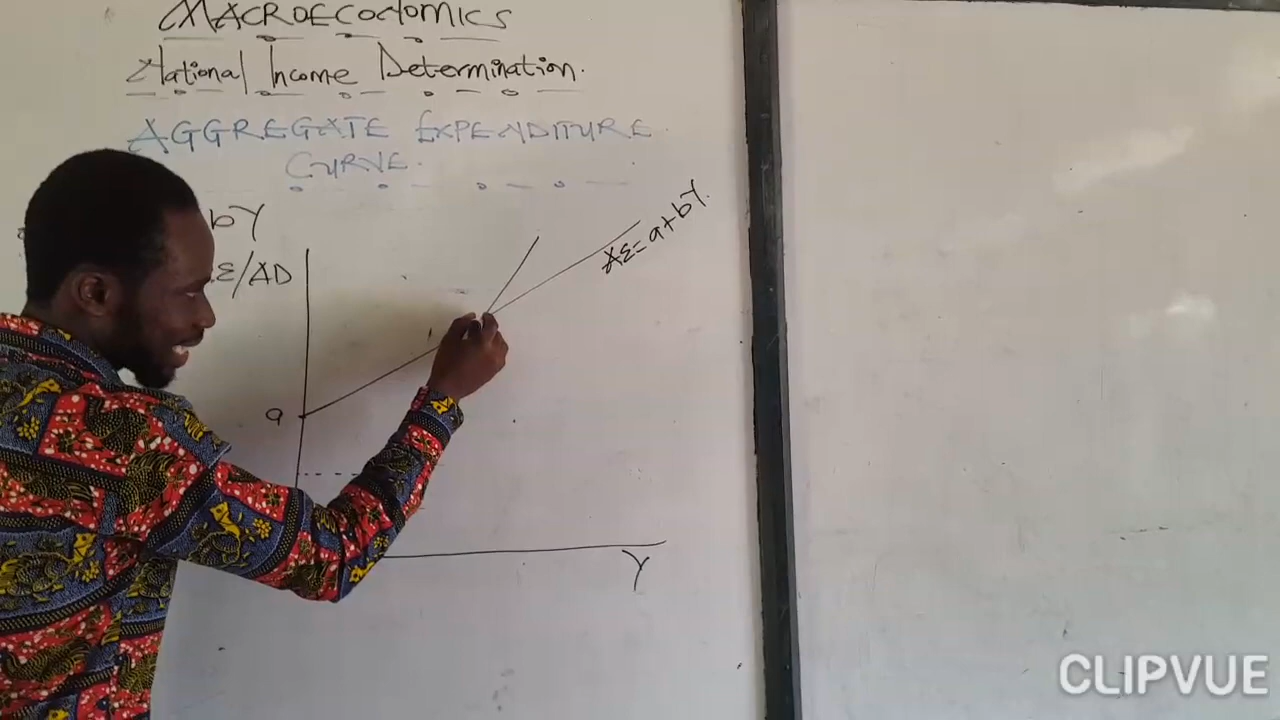 MACROECONOMICS
National Income Determination.
AGGREGATE EXPENDITURE
CURVE.
bY
AE/AD
AE=a+bY.
a
Y
CLIPVUE